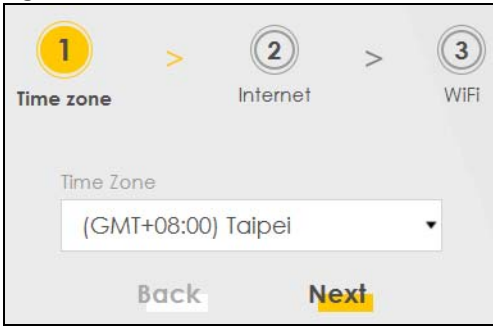 1 > 2 > 3
Time zone Internet WiFi
Time Zone
(GMT+08:00) Taipei
Back Next